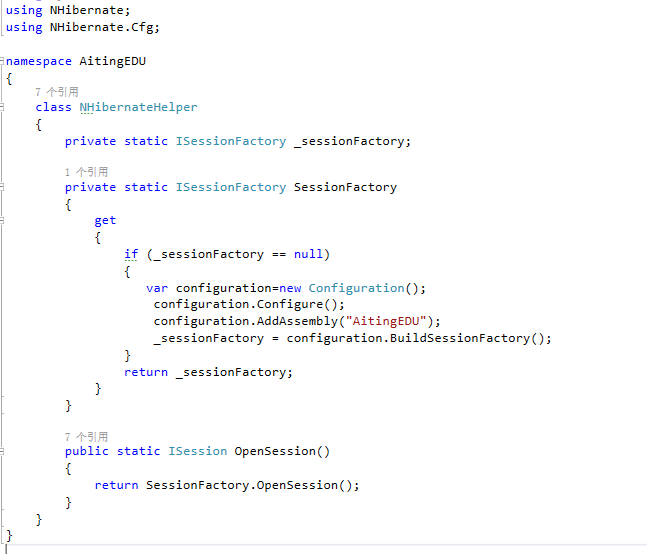 using NHibernate;
using NHibernate.Cfg;
namespace AitingEDU
{
7 个引用
class NHibernateHelper
{
private static ISessionFactory _sessionFactory;
1 个引用
private static ISessionFactory SessionFactory
{
get
{
if (_sessionFactory == null)
{
var configuration=new Configuration();
configuration.Configure();
configuration.AddAssembly("AitingEDU");
_sessionFactory = configuration.BuildSessionFactory();
}
return _sessionFactory;
}
}
7 个引用
public static ISession OpenSession()
{
return SessionFactory.OpenSession();
}
}
}